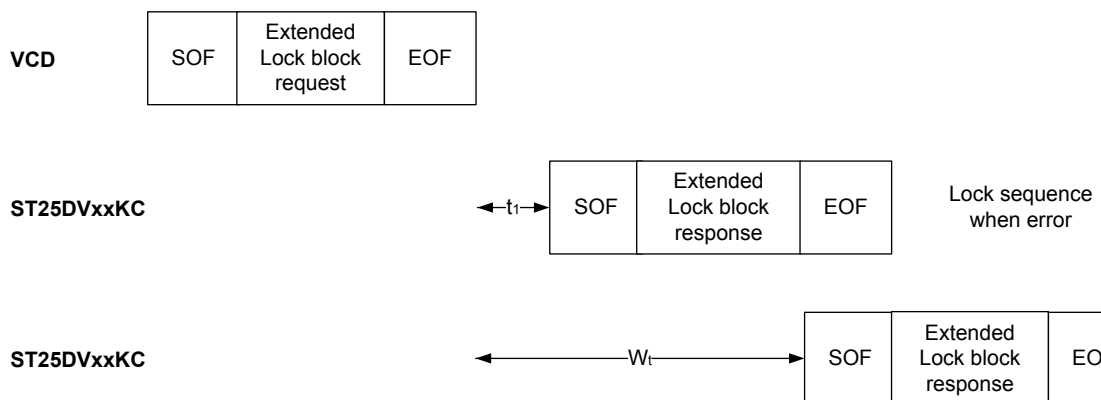 VCD
SOF
Extended
Lock block
request
EOF
ST25DVxxKC
t1
SOF
Extended
Lock block
response
EOF
Lock sequence
when error
ST25DVxxKC
Wt
SOF
Extended
Lock block
response
EO